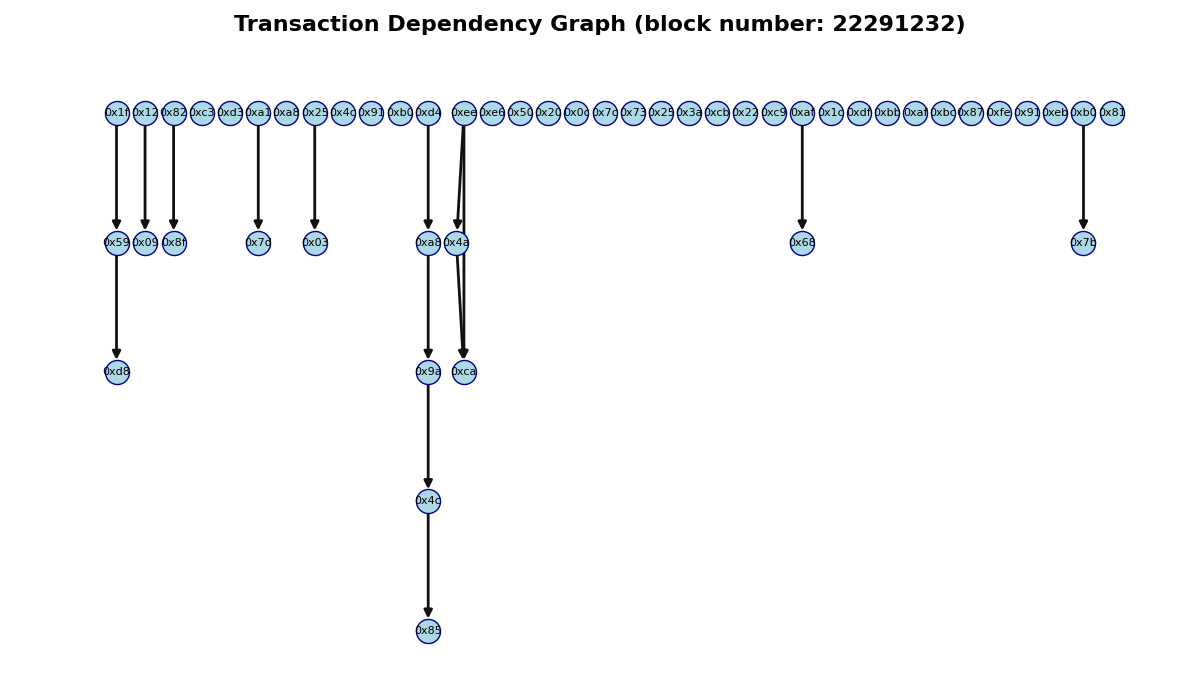 Transaction Dependency Graph (block number: 22291232)
0x1f 0x12 0x82 0xc3 0xd3 0xa1 0xa8 0x25 0x4c 0x91 0xb0 0xd4 0xee 0xe6 0x50 0x20 0x0c 0x7c 0x73 0x25 0x3a 0xcb 0x22 0xc9 0xaf 0x1c 0xdf 0xbb 0xaf 0xbc 0x87 0xfe 0x91 0xeb 0xb0 0x81
0x59 0x09 0x8f 0x7d 0x03 0xa8 0x4a 0x68 0x7b
0xd8 0x9a 0xca
0x4c
0x85